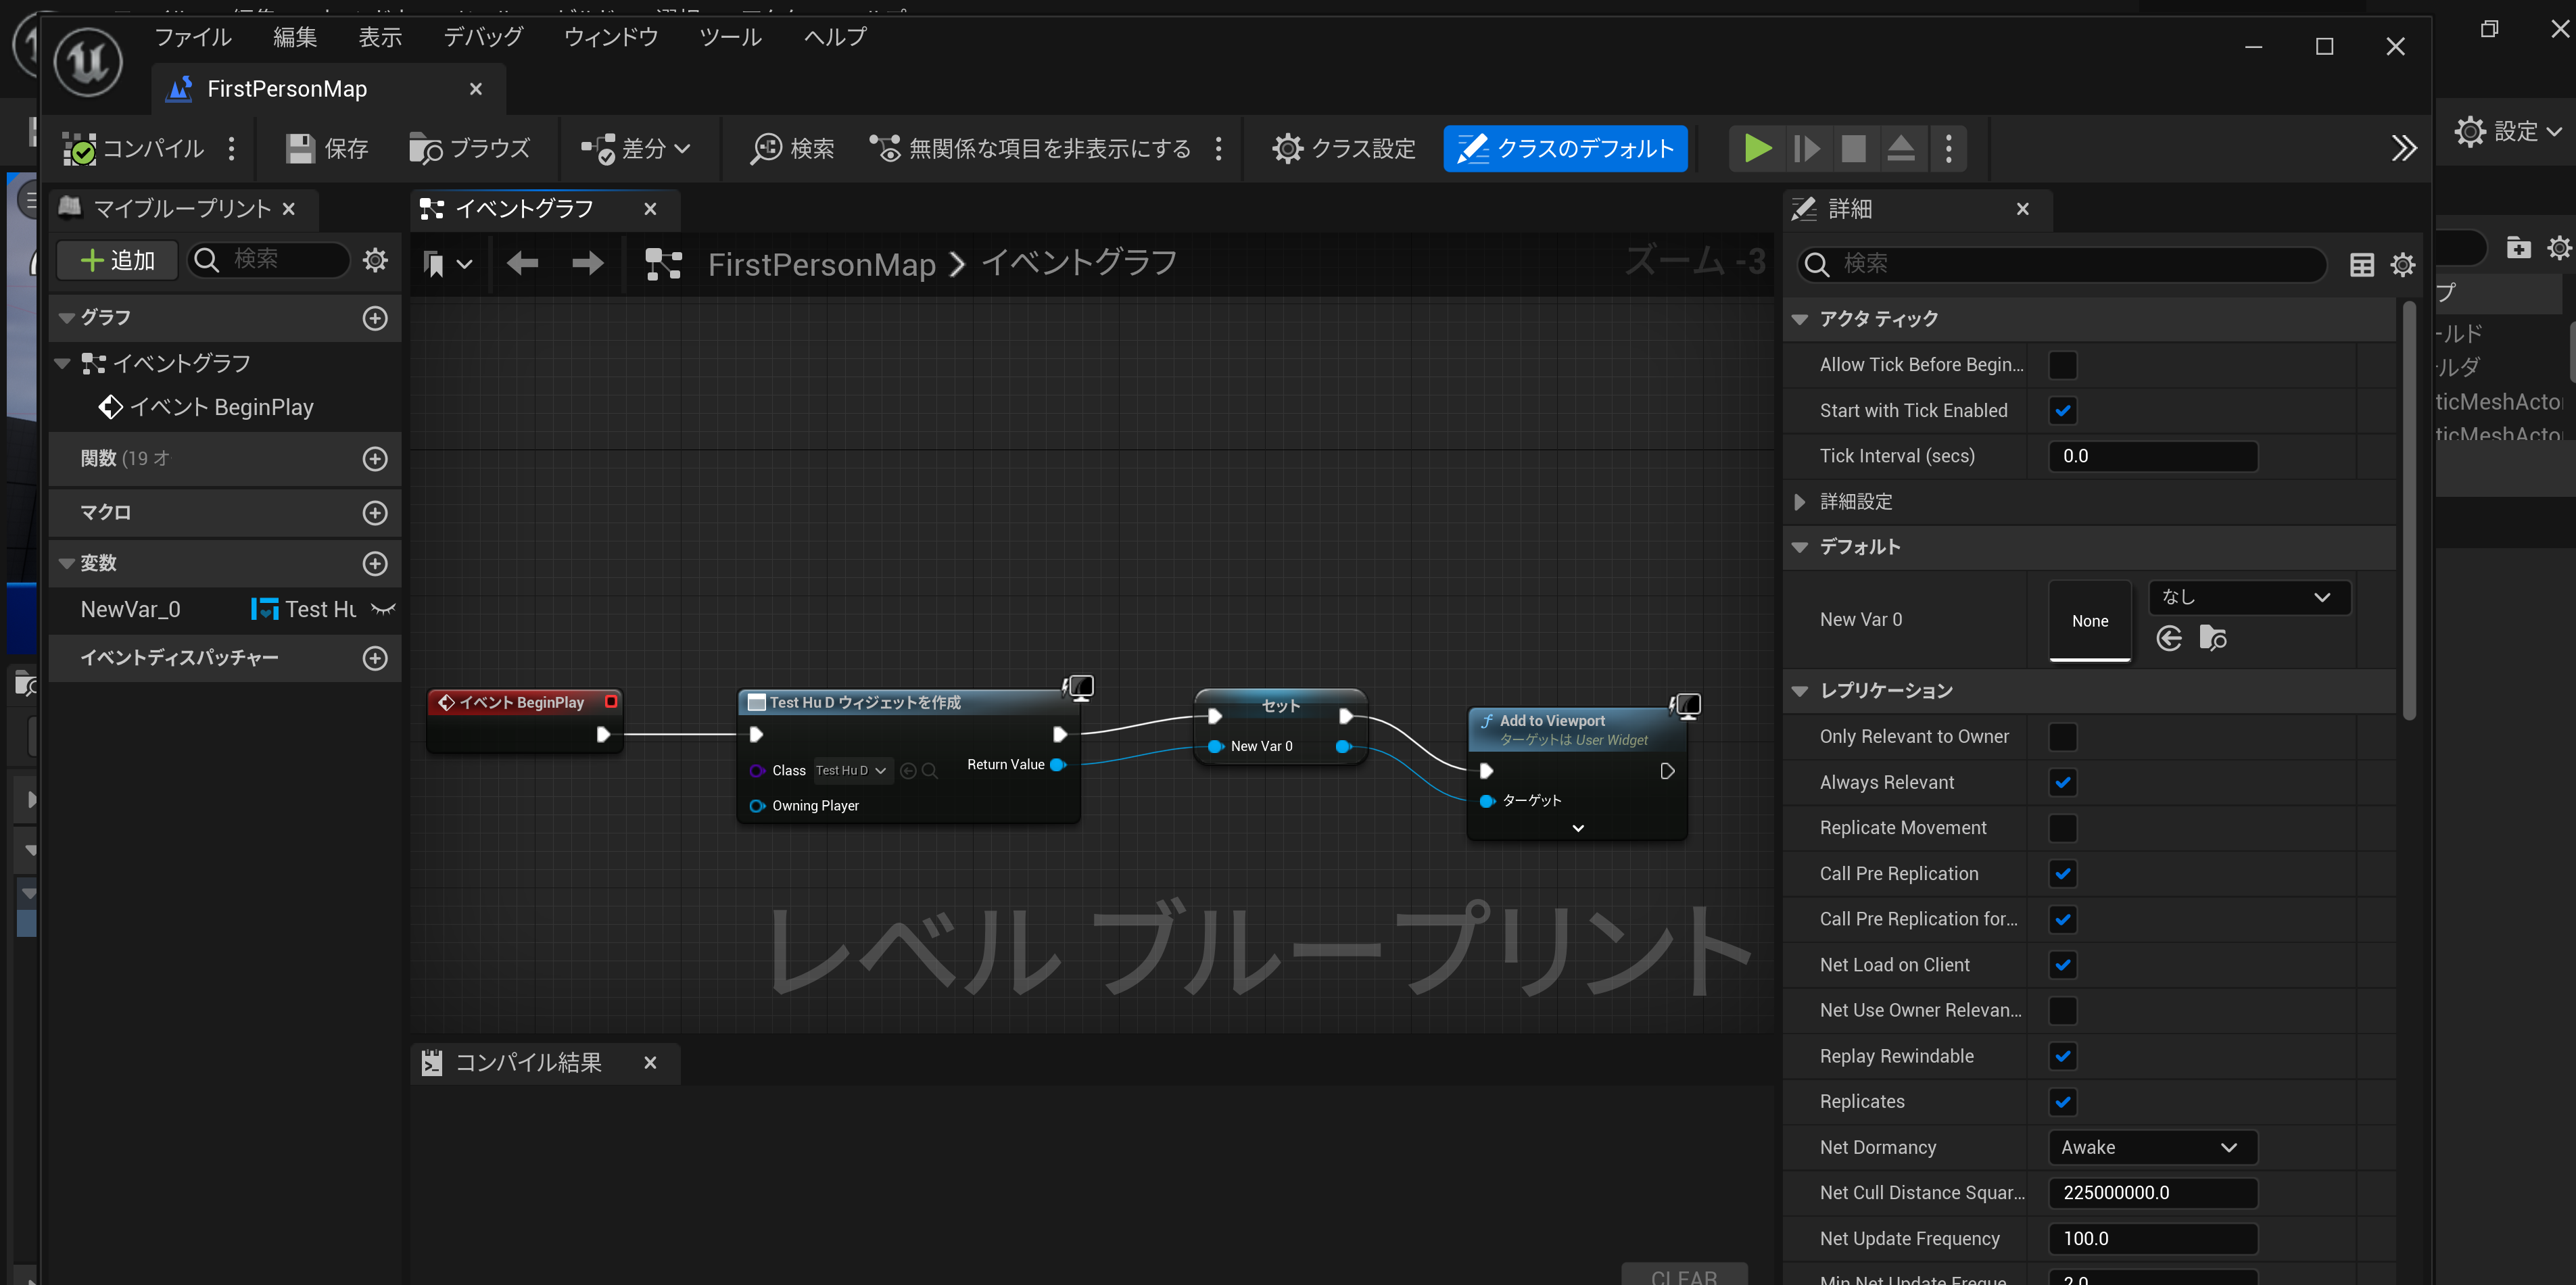 ファイル 編集 表示 デバッグ ウィンドウ ツール ヘルプ
FirstPersonMap
コンパイル 保存 ブラウズ 差分 検索 無関係な項目を非表示にする クラス設定 クラスのデフォルト
設定
マイブループリント
追加 検索
グラフ
イベントグラフ
イベント BeginPlay
関数 (19 オ
マクロ
変数
NewVar_0 Test Hu
イベントディスパッチャー
イベントグラフ
FirstPersonMap > イベントグラフ
ズーム -3
イベント BeginPlay
Test Hu D ウィジェットを作成
Class Test Hu D
Return Value
Owning Player
セット
New Var 0
Add to Viewport
ターゲットは User Widget
ターゲット
レベル ブループリント
コンパイル結果
CLEAR
詳細
検索
アクタ ティック
Allow Tick Before Begin...
Start with Tick Enabled
Tick Interval (secs) 0.0
詳細設定
デフォルト
New Var 0 None なし
レプリケーション
Only Relevant to Owner
Always Relevant
Replicate Movement
Call Pre Replication
Call Pre Replication for...
Net Load on Client
Net Use Owner Relevan...
Replay Rewindable
Replicates
Net Dormancy Awake
Net Cull Distance Squar... 225000000.0
Net Update Frequency 100.0
Min Net Update Freque 2.0
プ
ールド
ルダ
ticMeshActo
ticMeshActo